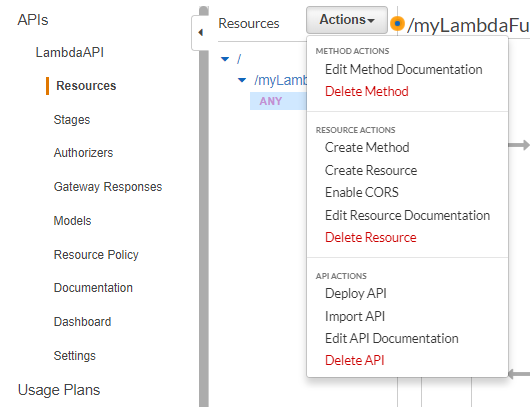 APIs
LambdaAPI
Resources
Stages
Authorizers
Gateway Responses
Models
Resource Policy
Documentation
Dashboard
Settings
Usage Plans
Resources
Actions
/myLambdaFu
/
/myLamb
ANY
METHOD ACTIONS
Edit Method Documentation
Delete Method
RESOURCE ACTIONS
Create Method
Create Resource
Enable CORS
Edit Resource Documentation
Delete Resource
API ACTIONS
Deploy API
Import API
Edit API Documentation
Delete API